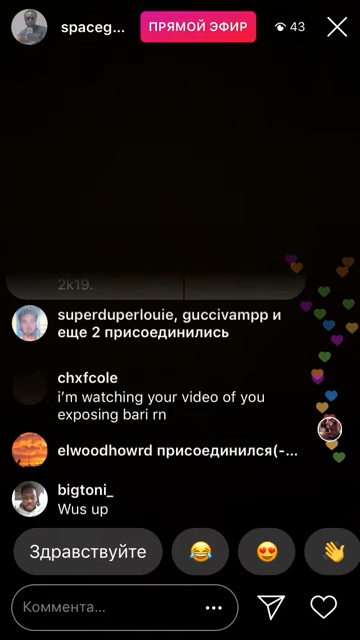 spaceg...
ПРЯМОЙ ЭФИР
43
2k19.
superduperlouie, guccivampp и
еще 2 присоединились
chxfcole
i'm watching your video of you
exposing bari rn
elwoodhowrd присоединился(-...
bigtoni_
Wus up
Здравствуйте
Коммента...